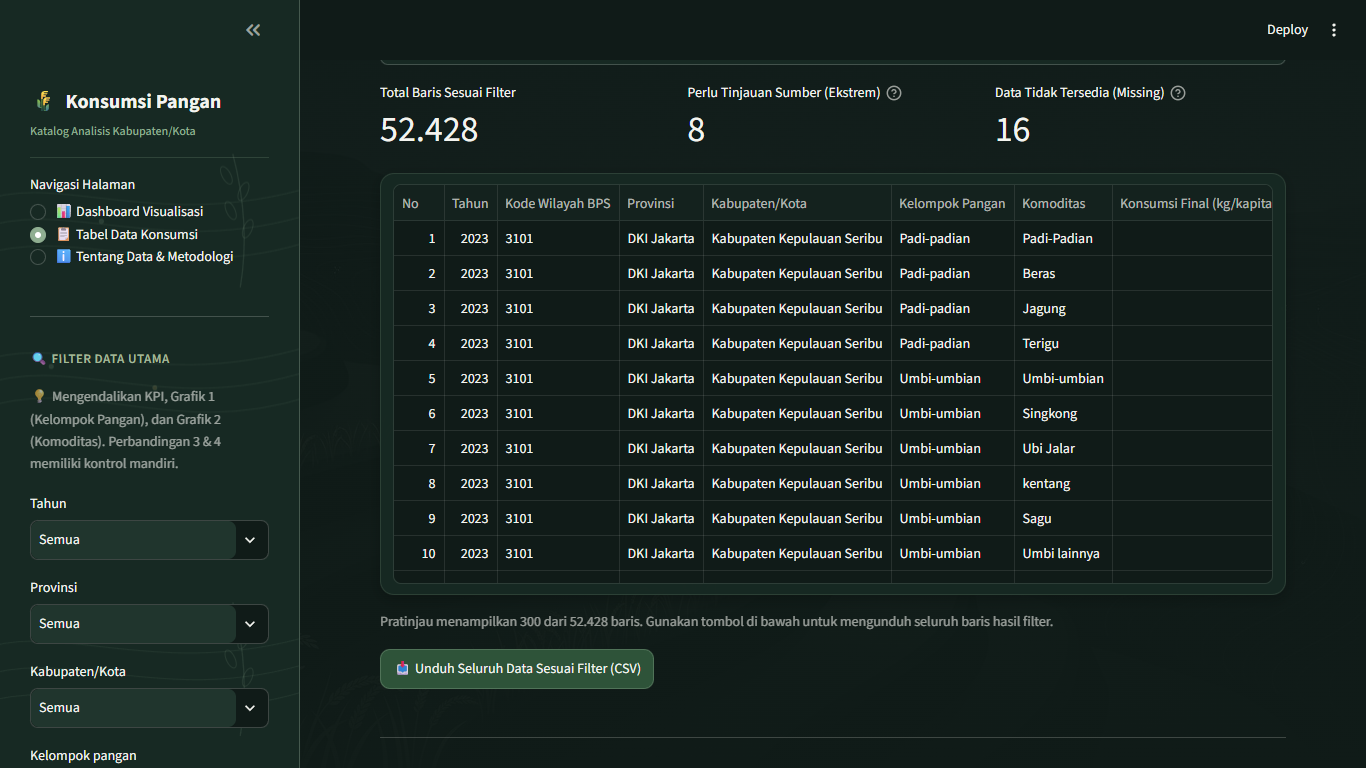 Deploy
Konsumsi Pangan
Katalog Analisis Kabupaten/Kota
Navigasi Halaman
Dashboard Visualisasi
Tabel Data Konsumsi
Tentang Data & Metodologi
FILTER DATA UTAMA
Mengendalikan KPI, Grafik 1
(Kelompok Pangan), dan Grafik 2
(Komoditas). Perbandingan 3 & 4
memiliki kontrol mandiri.
Tahun
Semua
Provinsi
Semua
Kabupaten/Kota
Semua
Kelompok pangan
Total Baris Sesuai Filter
52.428
Perlu Tinjauan Sumber (Ekstrem)
8
Data Tidak Tersedia (Missing)
16
No Tahun Kode Wilayah BPS Provinsi Kabupaten/Kota Kelompok Pangan Komoditas Konsumsi Final (kg/kapita
1 2023 3101 DKI Jakarta Kabupaten Kepulauan Seribu Padi-padian Padi-Padian
2 2023 3101 DKI Jakarta Kabupaten Kepulauan Seribu Padi-padian Beras
3 2023 3101 DKI Jakarta Kabupaten Kepulauan Seribu Padi-padian Jagung
4 2023 3101 DKI Jakarta Kabupaten Kepulauan Seribu Padi-padian Terigu
5 2023 3101 DKI Jakarta Kabupaten Kepulauan Seribu Umbi-umbian Umbi-umbian
6 2023 3101 DKI Jakarta Kabupaten Kepulauan Seribu Umbi-umbian Singkong
7 2023 3101 DKI Jakarta Kabupaten Kepulauan Seribu Umbi-umbian Ubi Jalar
8 2023 3101 DKI Jakarta Kabupaten Kepulauan Seribu Umbi-umbian kentang
9 2023 3101 DKI Jakarta Kabupaten Kepulauan Seribu Umbi-umbian Sagu
10 2023 3101 DKI Jakarta Kabupaten Kepulauan Seribu Umbi-umbian Umbi lainnya
Pratinjau menampilkan 300 dari 52.428 baris. Gunakan tombol di bawah untuk mengunduh seluruh baris hasil filter.
Unduh Seluruh Data Sesuai Filter (CSV)